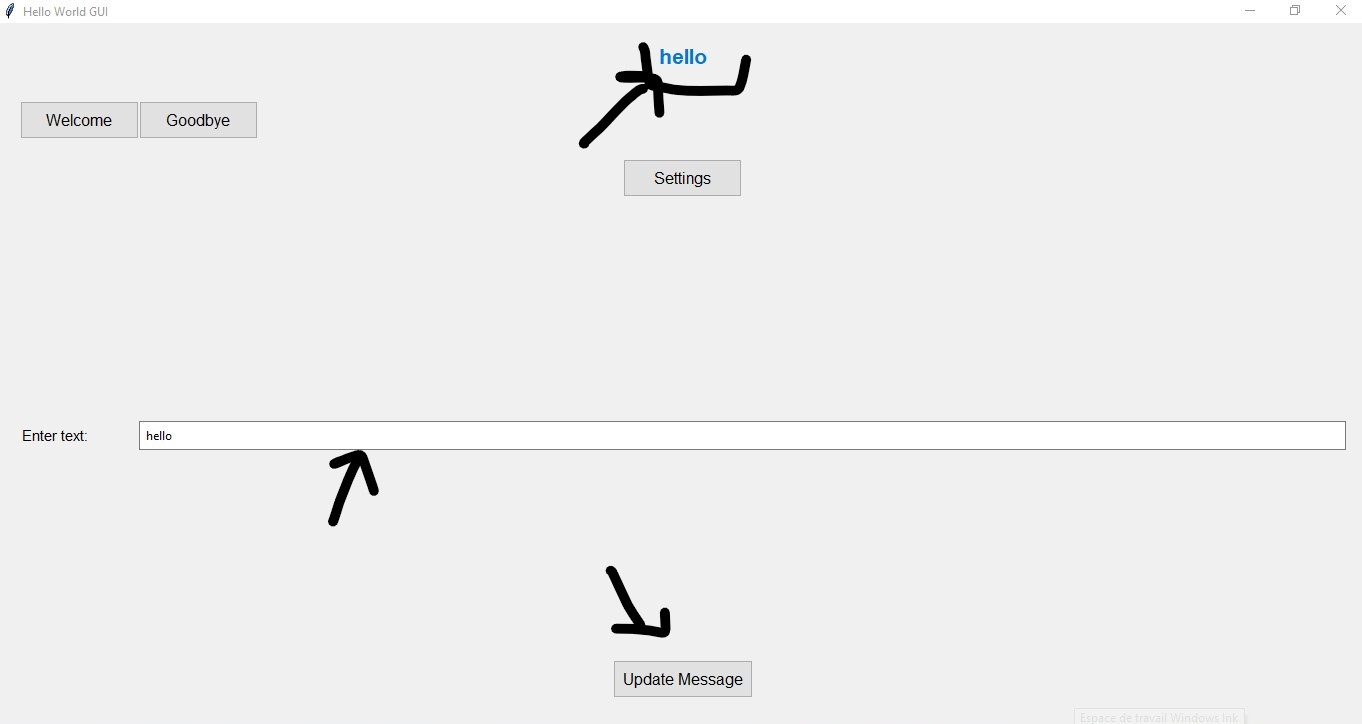 Hello World GUI
hello
Welcome Goodbye
Settings
Enter text: hello
Update Message
Espace de travail Windows Ink